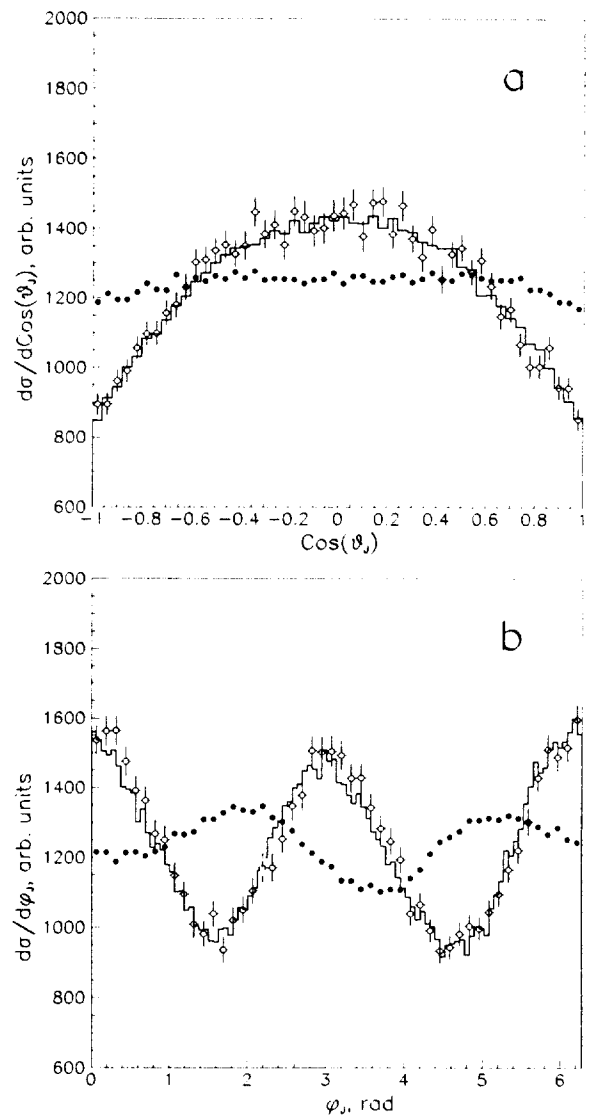 2000
a
1800
1600
1400
1200
1000
800
600
dσ/dCos(ϑJ), arb. units
-1 -0.8 -0.6 -0.4 -0.2 0 0.2 0.4 0.6 0.8 1
Cos(ϑJ)
2000
b
1800
1600
1400
1200
1000
800
600
dσ/dφJ, arb. units
0 1 2 3 4 5 6
φJ, rad